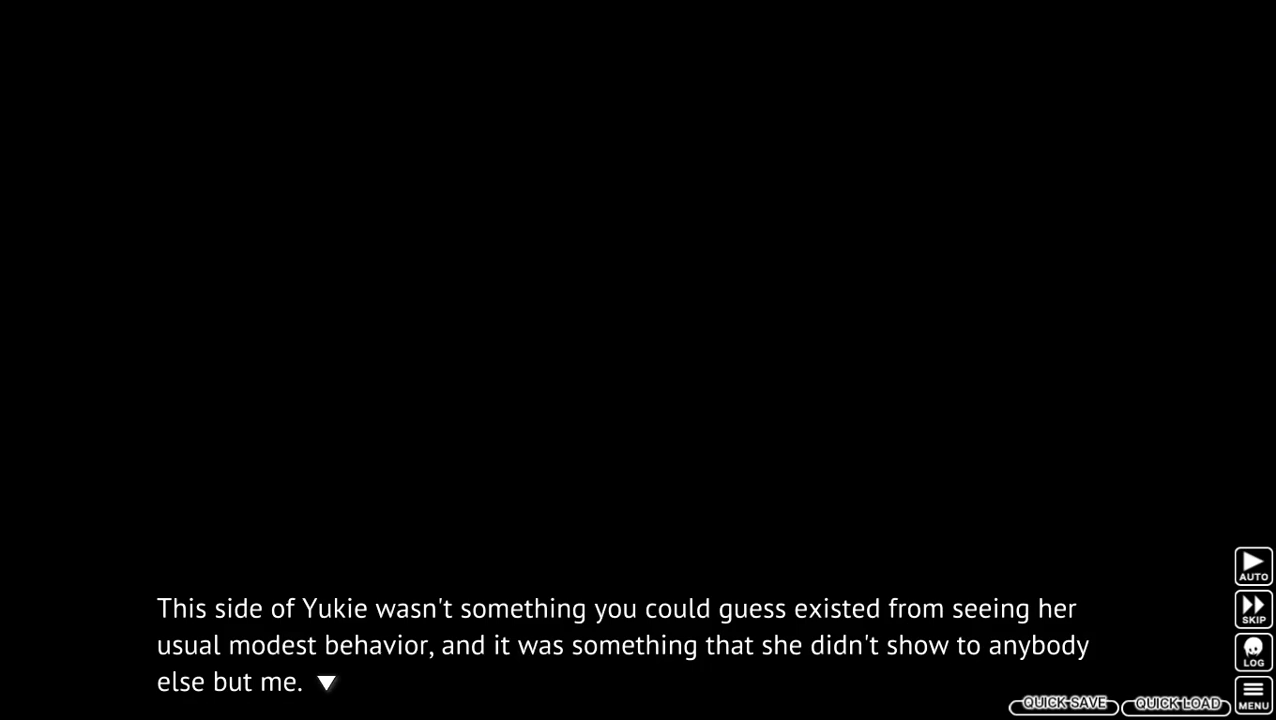 This side of Yukie wasn't something you could guess existed from seeing her
usual modest behavior, and it was something that she didn't show to anybody
else but me.
AUTO
SKIP
LOG
MENU
QUICK SAVE
QUICK LOAD